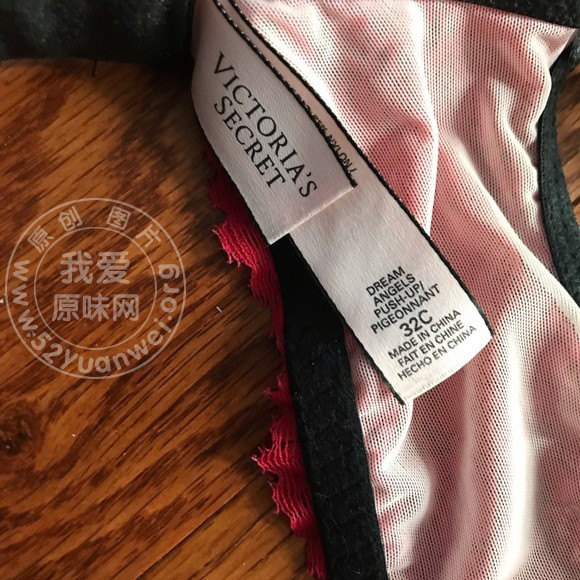 VICTORIA'S
SECRET
DREAM
ANGELS
PUSH-UP/
PIGEONNANT
32C
MADE IN CHINA
FAIT EN CHINE
HECHO EN CHINA
原创图片
我爱
原味网
www.52yuanwei.org